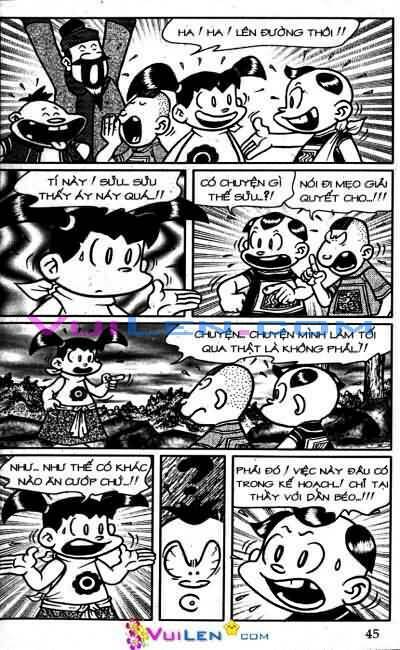 HA! HA! LÊN ĐƯỜNG THÔI!!
TÍ NÀY! SỬU... SỬU
THẤY ÁY NÁY QUÁ...!!
CÓ CHUYỆN GÌ
THẾ SỬU...?!
NÓI ĐI MẸO GIẢI
QUYẾT CHO...!!!
VUILEN.COM
CHUYỆN... CHUYỆN MÌNH LÀM TỐI
QUA THẬT LÀ KHÔNG PHẢI...?!
NHƯ... NHƯ THẾ CÓ KHÁC
NÀO ĂN CƯỚP CHỨ...!!
?
PHẢI ĐÓ! VIỆC NÀY ĐÂU CÓ
TRONG KẾ HOẠCH...! CHỈ TẠI
THẦY VỚI DẦN BÉO...!!!
45
VUILEN.COM